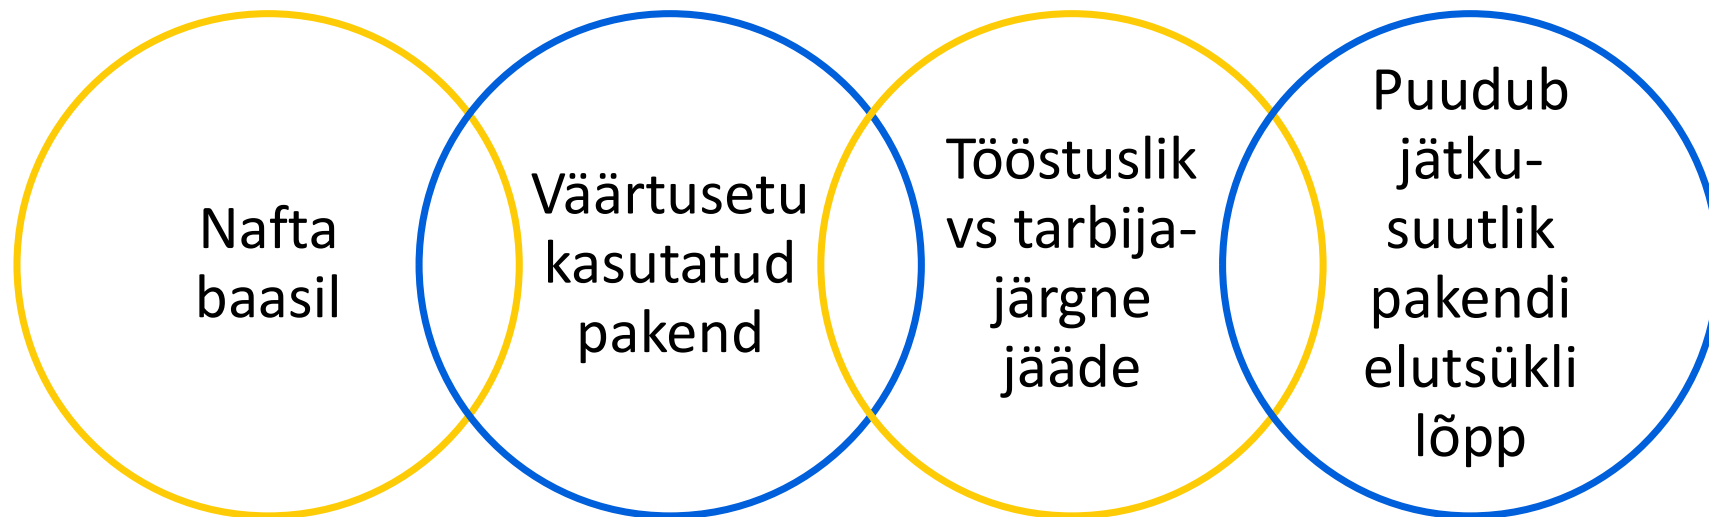 Nafta
baasil
Väärtusetu
kasutatud
pakend
Tööstuslik
vs tarbija-
järgne
jääde
Puudub
jätku-
suutlik
pakendi
elutsükli
lõpp